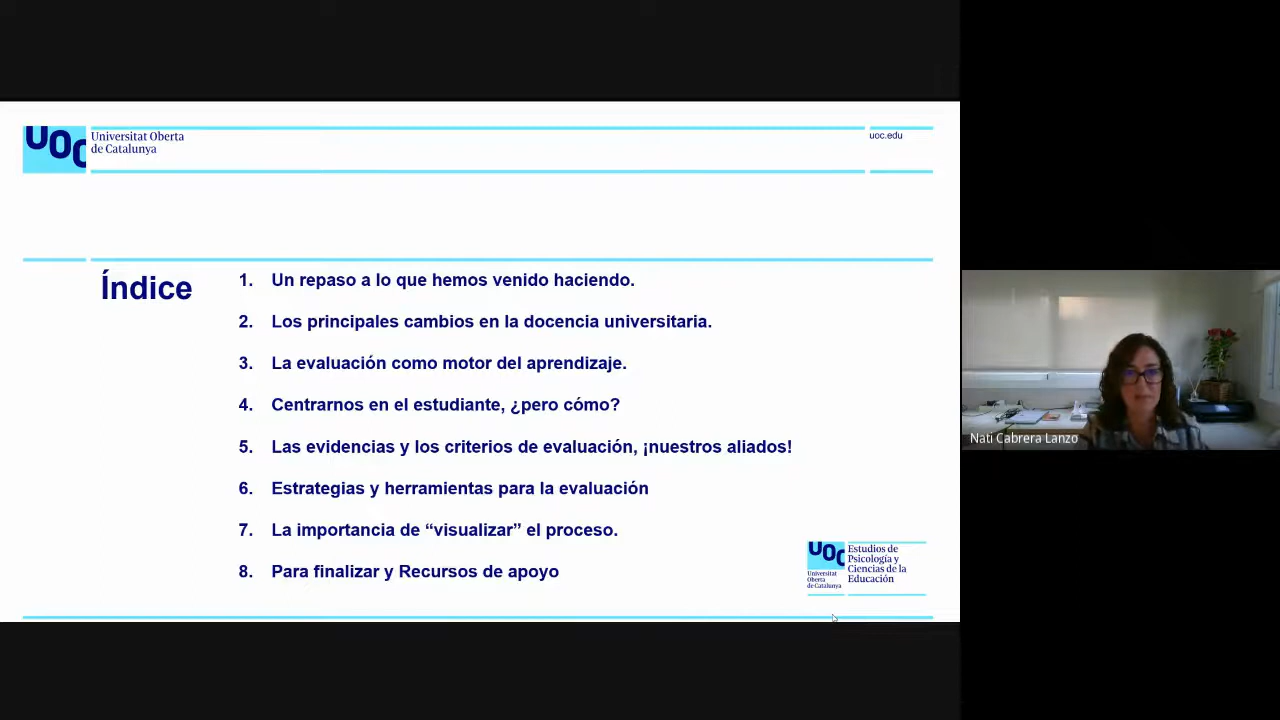 UOC
Universitat Oberta
de Catalunya
uoc.edu
Índice
1. Un repaso a lo que hemos venido haciendo.
2. Los principales cambios en la docencia universitaria.
3. La evaluación como motor del aprendizaje.
4. Centrarnos en el estudiante, ¿pero cómo?
5. Las evidencias y los criterios de evaluación, ¡nuestros aliados!
6. Estrategias y herramientas para la evaluación
7. La importancia de “visualizar” el proceso.
8. Para finalizar y Recursos de apoyo
UOC
Universitat
Oberta
de Catalunya
Estudios de
Psicología y
Ciencias de la
Educación
Nati Cabrera Lanzo